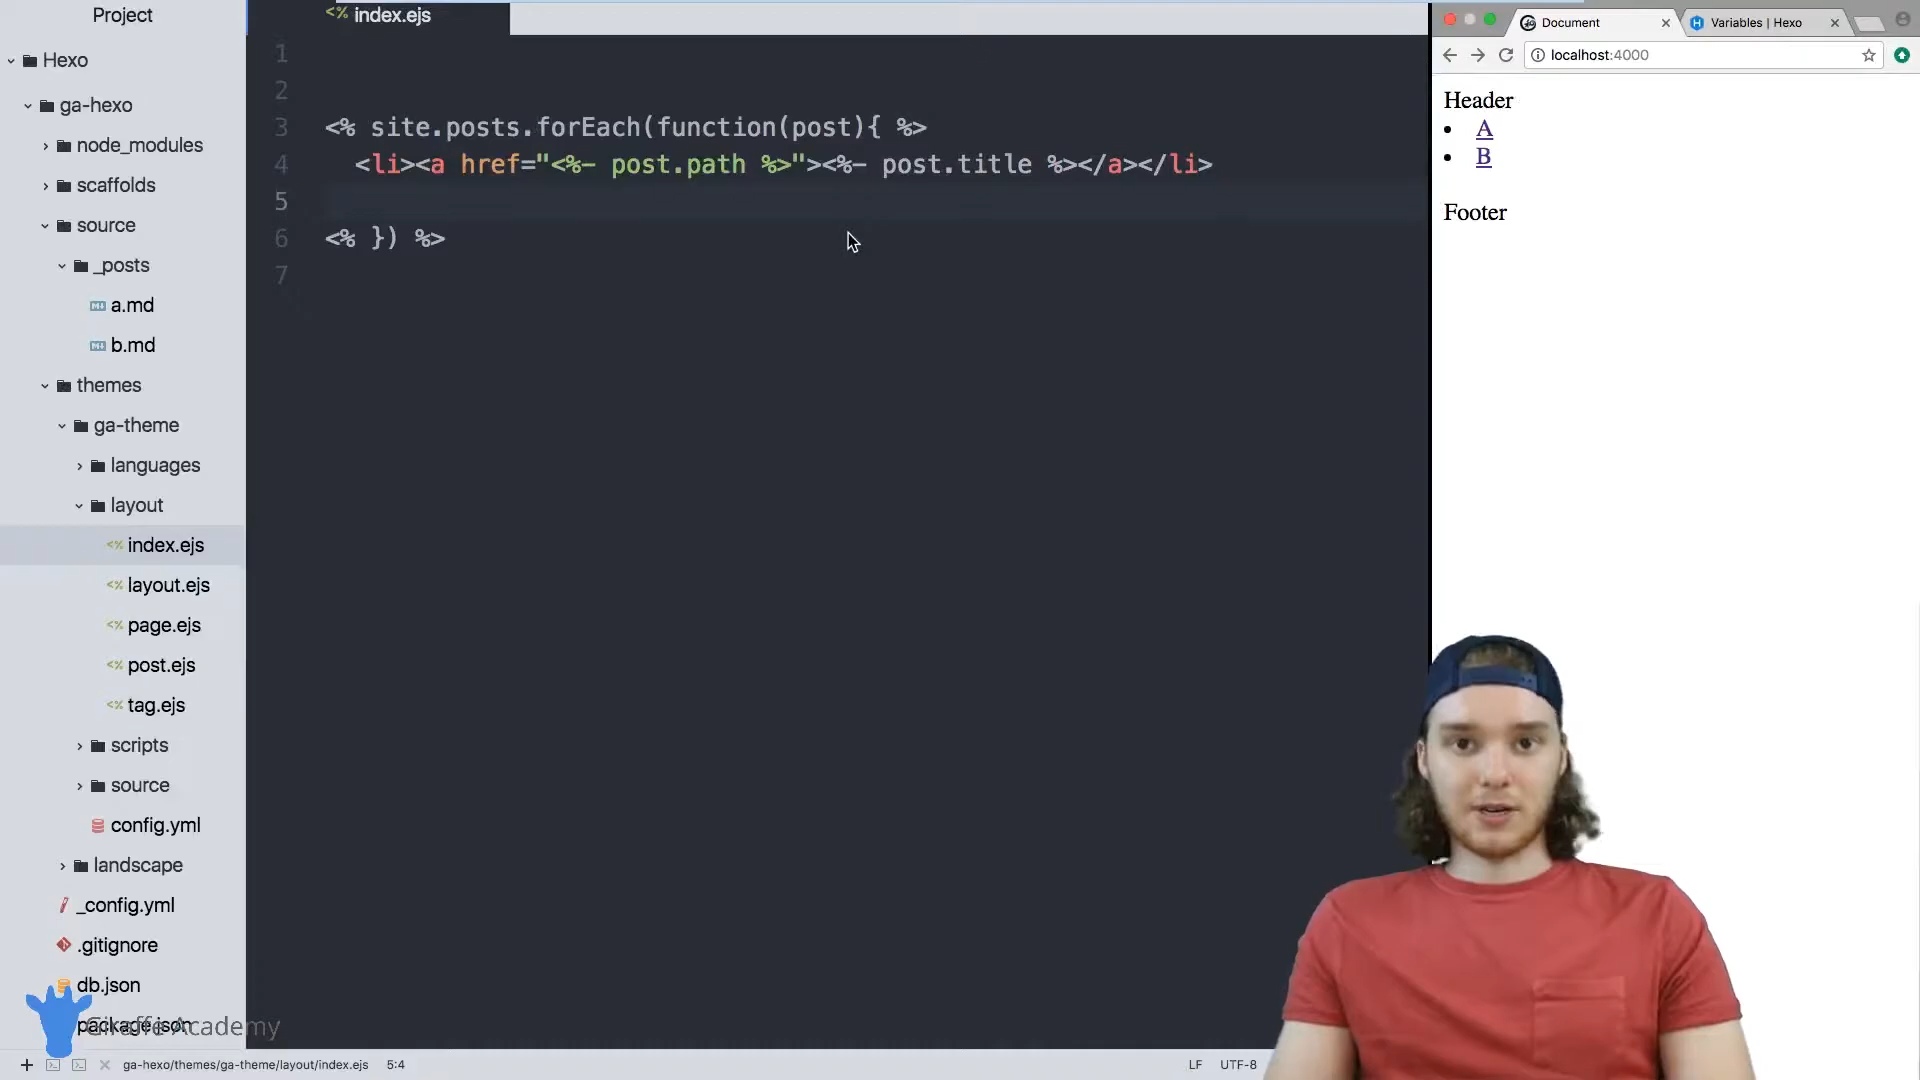 Project
Hexo
ga-hexo
node_modules
scaffolds
source
_posts
a.md
b.md
themes
ga-theme
languages
layout
index.ejs
layout.ejs
page.ejs
post.ejs
tag.ejs
scripts
source
config.yml
landscape
_config.yml
.gitignore
db.json
package.json
Giraffe Academy
index.ejs
1
2
3 <% site.posts.forEach(function(post){ %>
4 <li><a href="<%- post.path %>"><%- post.title %></a></li>
5
6 <% }) %>
7
ga-hexo/themes/ga-theme/layout/index.ejs 5:4
LF UTF-8
Document
Variables | Hexo
localhost:4000
Header
A
B
Footer